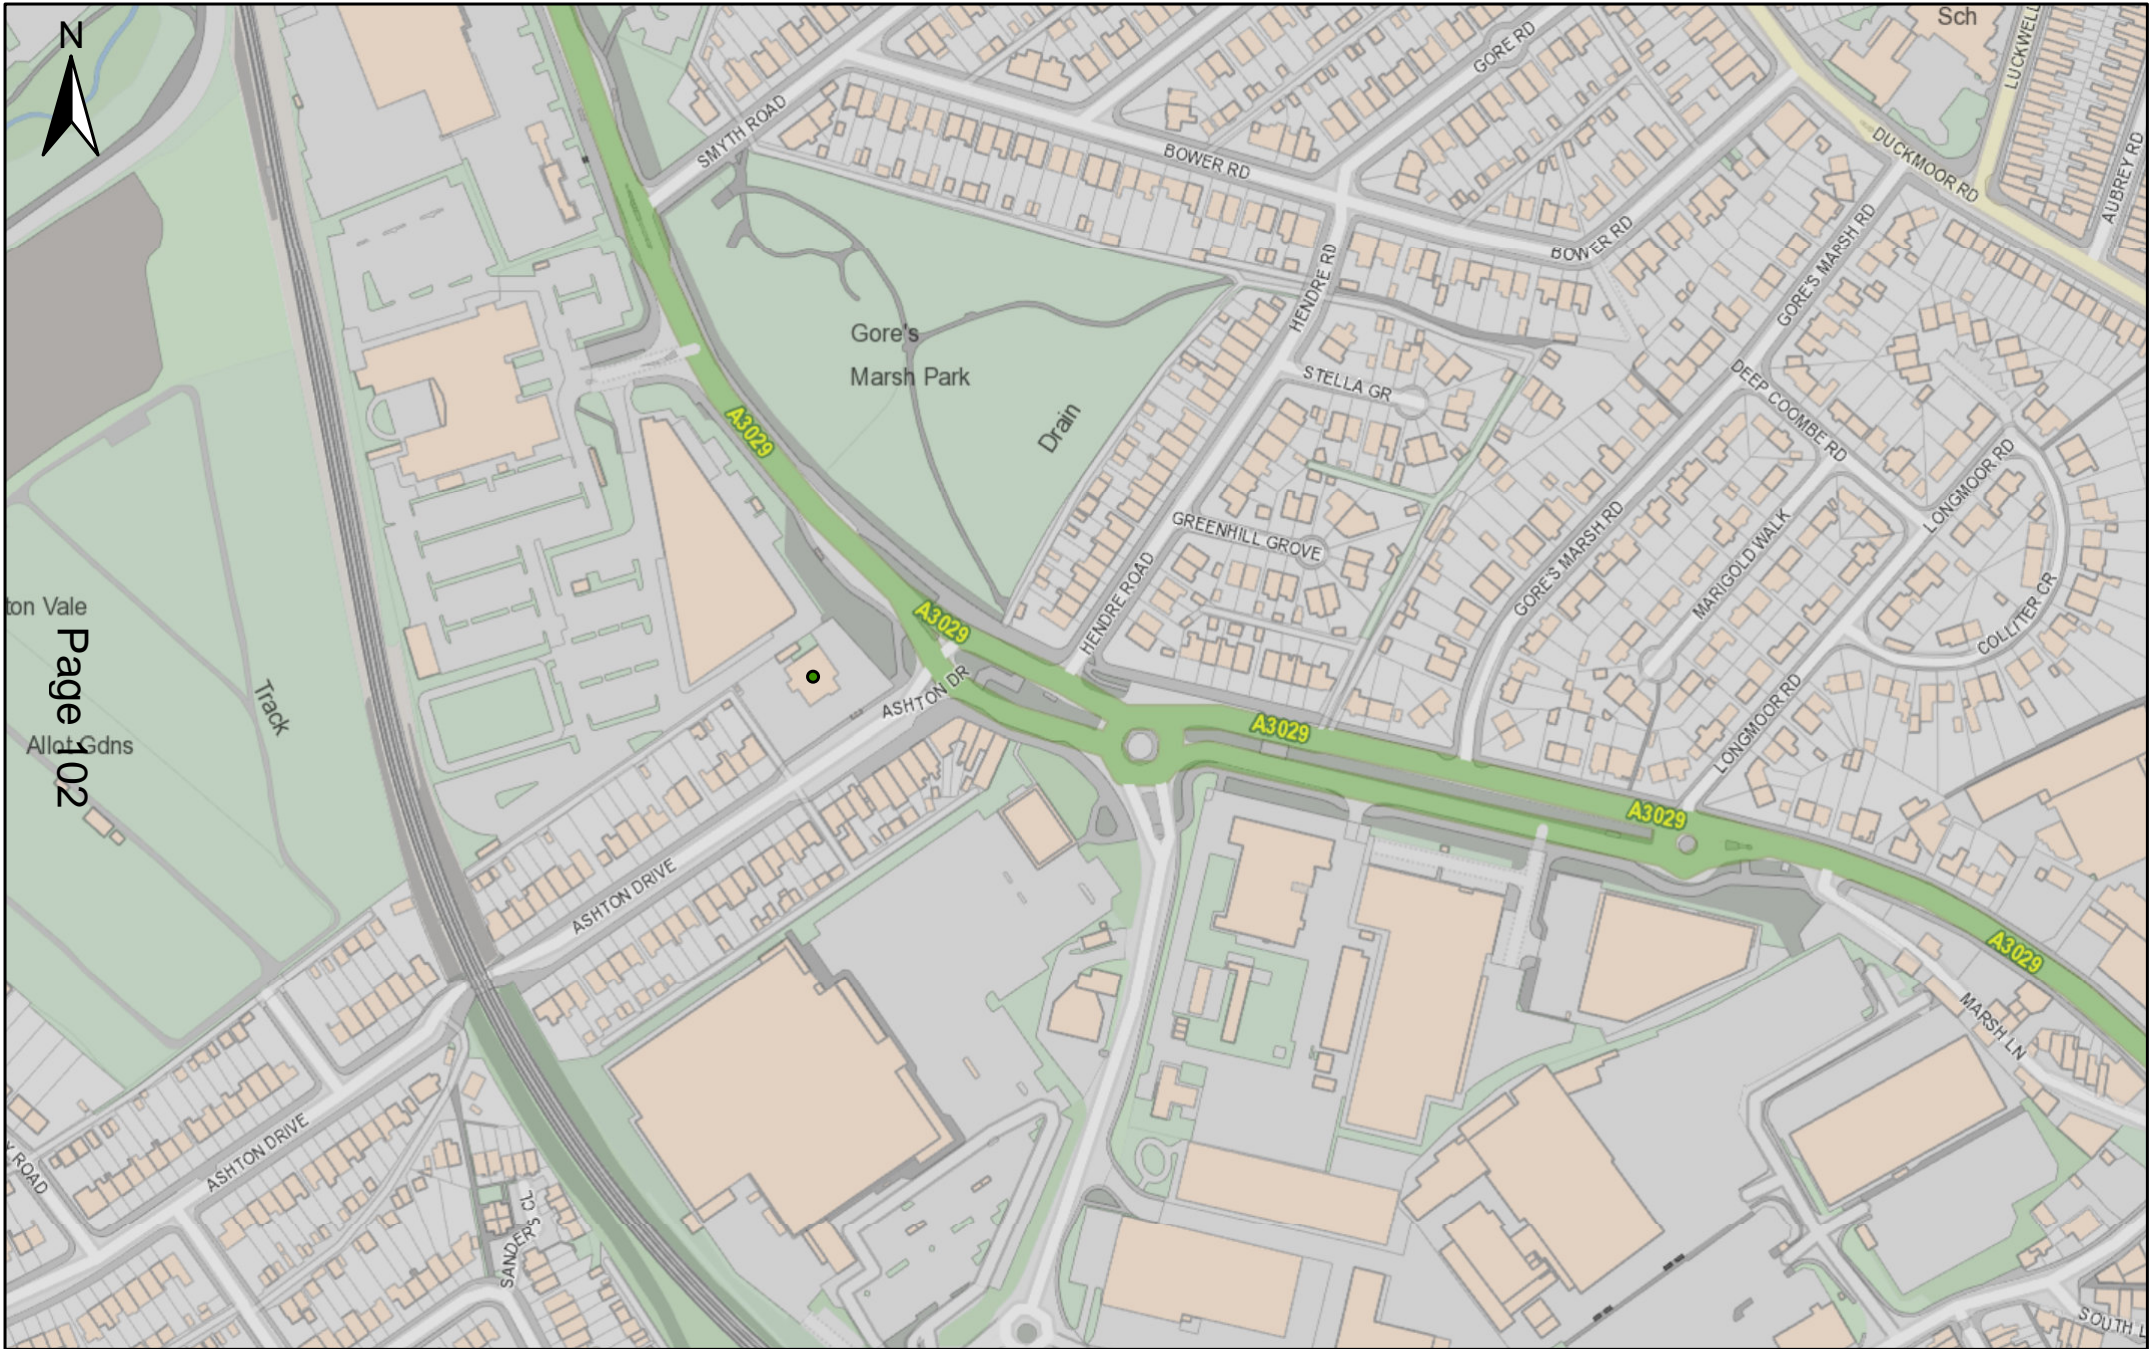 N
Sch
LUCKWELL
GORE RD
SMYTH ROAD
BOWER RD
DUCKMOOR RD
AUBREY RD
BOWER RD
GORE'S MARSH RD
HENDRE RD
Gore's
Marsh Park
STELLA GR
DEEP COOMBE RD
A3029
Drain
LONGMOOR RD
GREENHILL GROVE
GORE'S MARSH RD
MARIGOLD WALK
HENDRE ROAD
COLLITER CR
ton Vale
A3029
Page 102
Track
ASHTON DR
A3029
LONGMOOR RD
Allot Gdns
A3029
ASHTON DRIVE
A3029
MARSH LN
ASHTON DRIVE
Y ROAD
SANDERS CL
SOUTH L